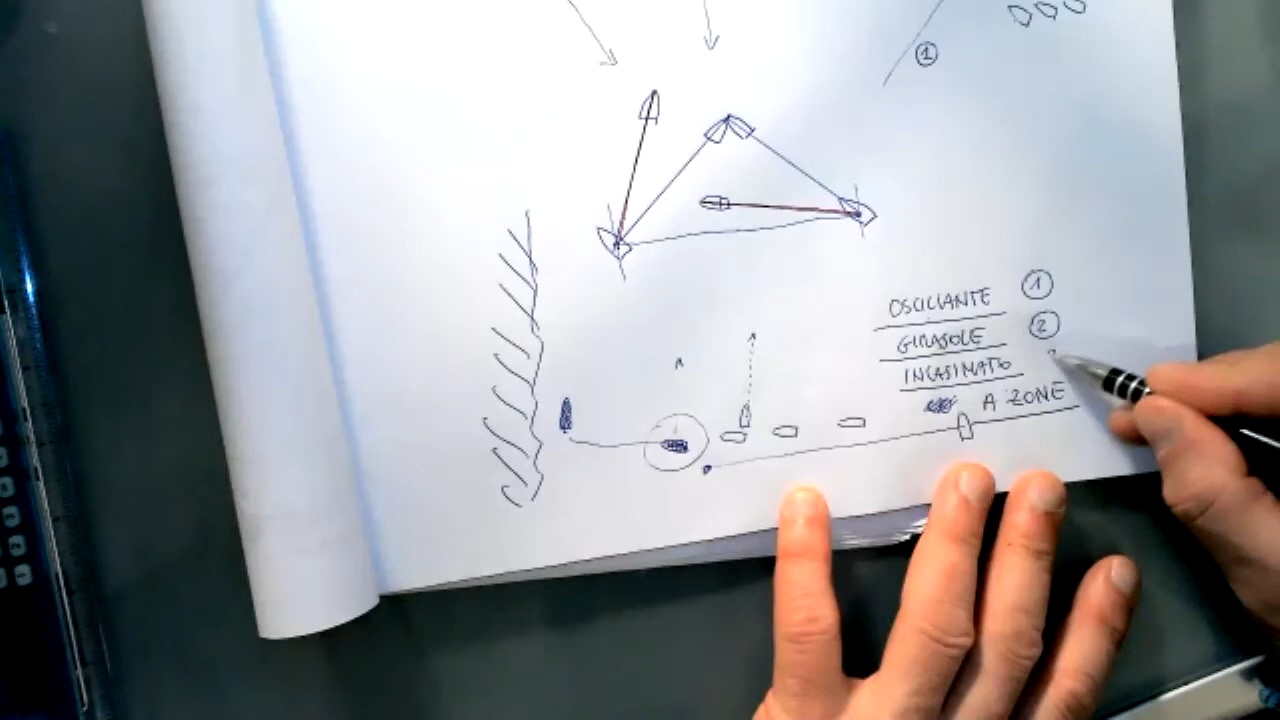 ①
OSCILLANTE ①
GIRASOLE ②
INCASINATO
A ZONE